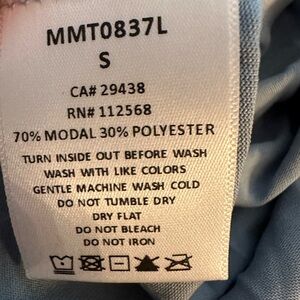 MMT0837L
S
CA# 29438
RN# 112568
70% MODAL 30% POLYESTER
TURN INSIDE OUT BEFORE WASH
WASH WITH LIKE COLORS
GENTLE MACHINE WASH COLD
DO NOT TUMBLE DRY
DRY FLAT
DO NOT BLEACH
DO NOT IRON